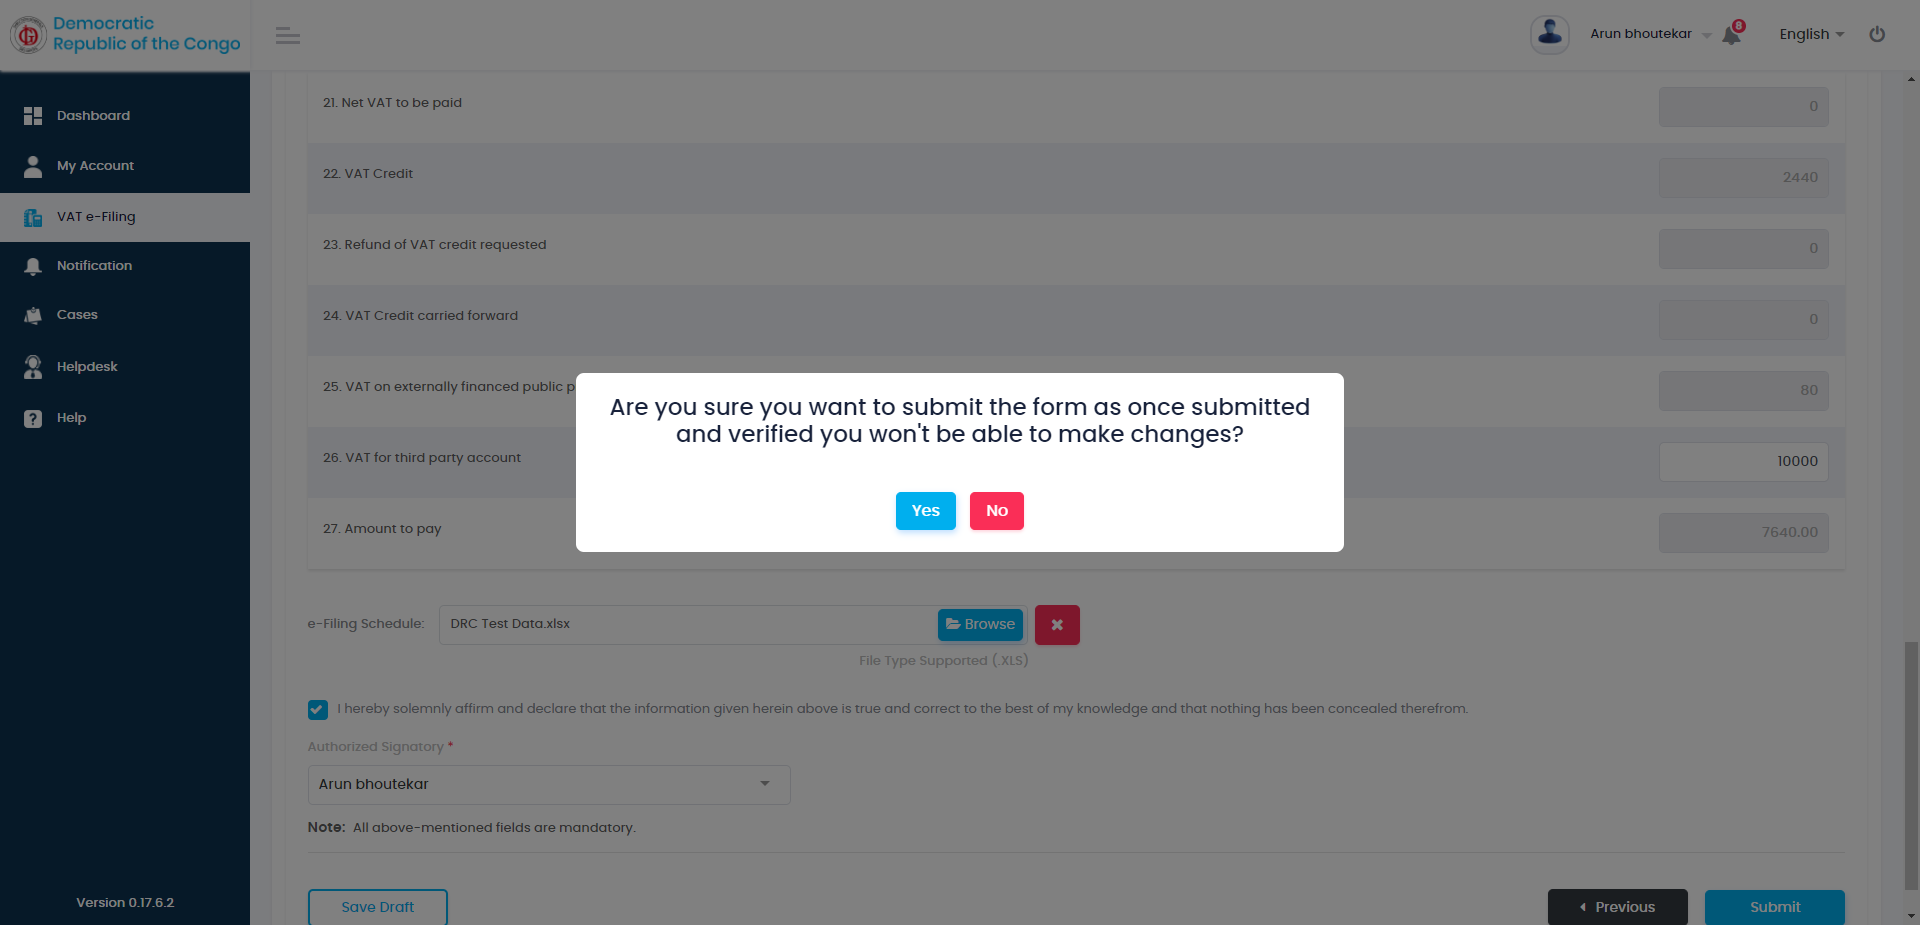 Democratic
Republic of the Congo
Arun bhoutekar
8
English
Dashboard
My Account
VAT e-Filing
Notification
Cases
Helpdesk
Help
Version 0.17.6.2
21. Net VAT to be paid
0
22. VAT Credit
2440
23. Refund of VAT credit requested
0
24. VAT Credit carried forward
0
25. VAT on externally financed public p
80
26. VAT for third party account
10000
27. Amount to pay
7640.00
Are you sure you want to submit the form as once submitted
and verified you won't be able to make changes?
Yes No
e-Filing Schedule: DRC Test Data.xlsx Browse
File Type Supported (.XLS)
I hereby solemnly affirm and declare that the information given herein above is true and correct to the best of my knowledge and that nothing has been concealed therefrom.
Authorized Signatory *
Arun bhoutekar
Note: All above-mentioned fields are mandatory.
Save Draft Previous Submit